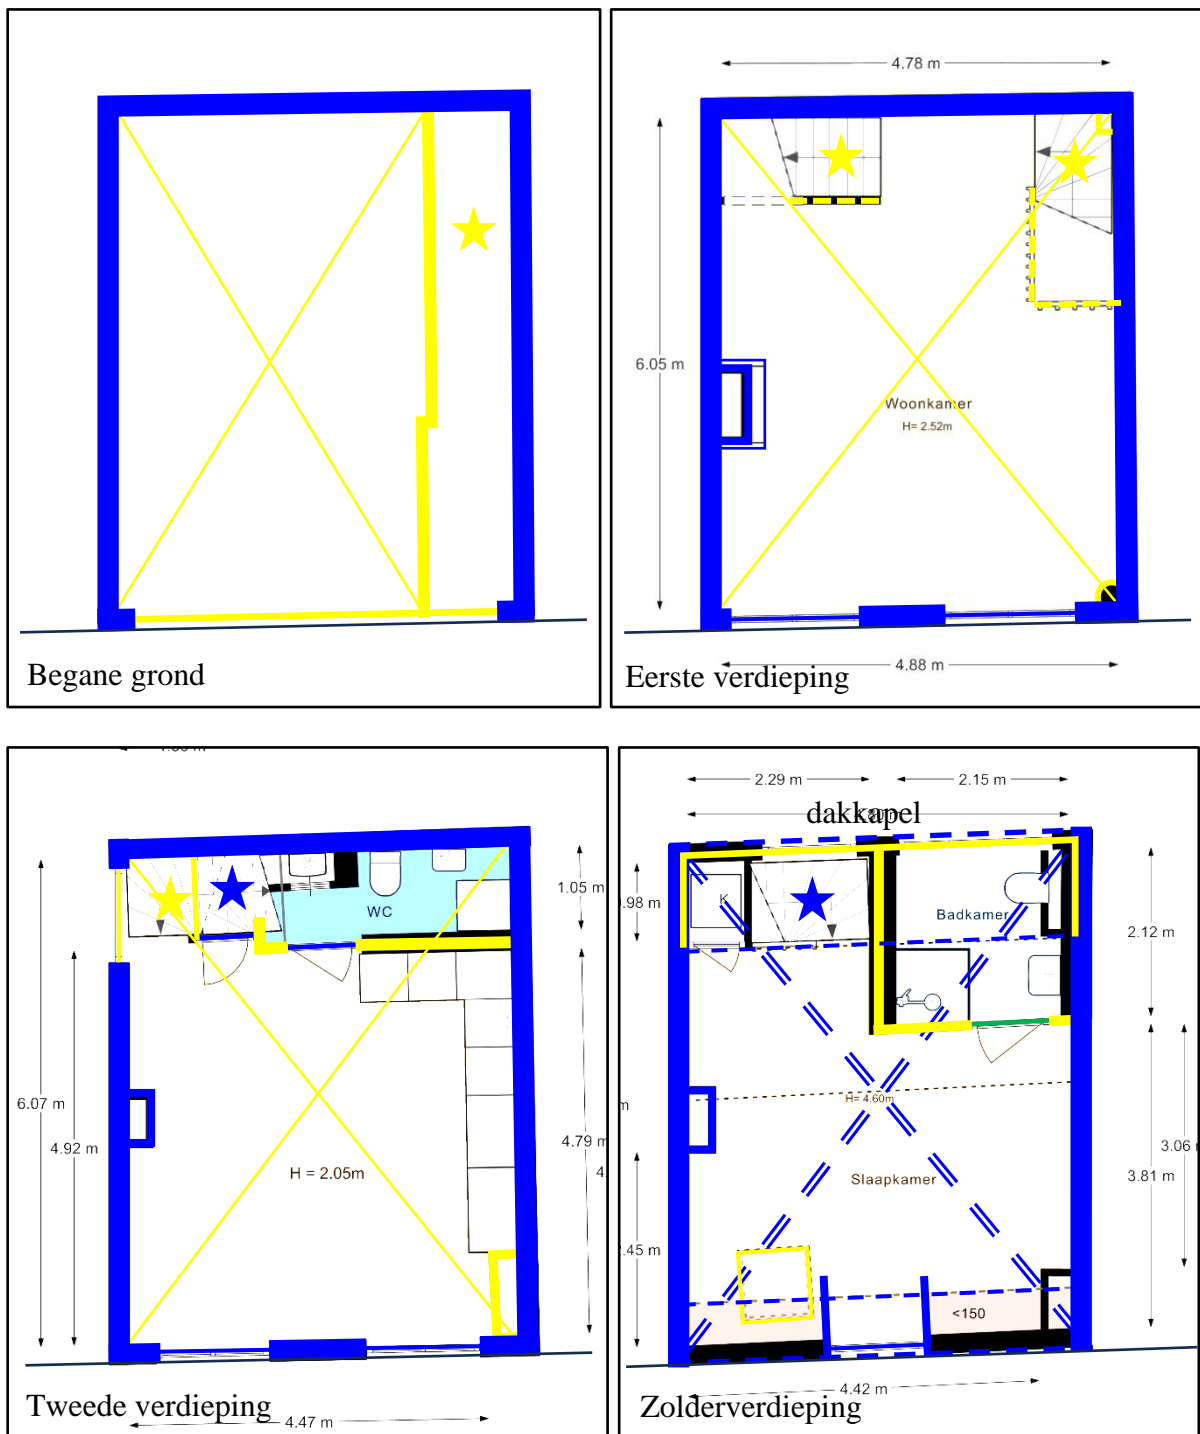 Begane grond
4.78 m
6.05 m
Woonkamer
H= 2.52m
4.88 m
Eerste verdieping
1.05 m
WC
6.07 m
4.92 m
4.79 m
4
H = 2.05m
Tweede verdieping
4.47 m
2.29 m
2.15 m
dakkapel
.98 m
K
Badkamer
2.12 m
m
H= 4.60m
3.06
3.81 m
Slaapkamer
.45 m
<150
4.42 m
Zolderverdieping